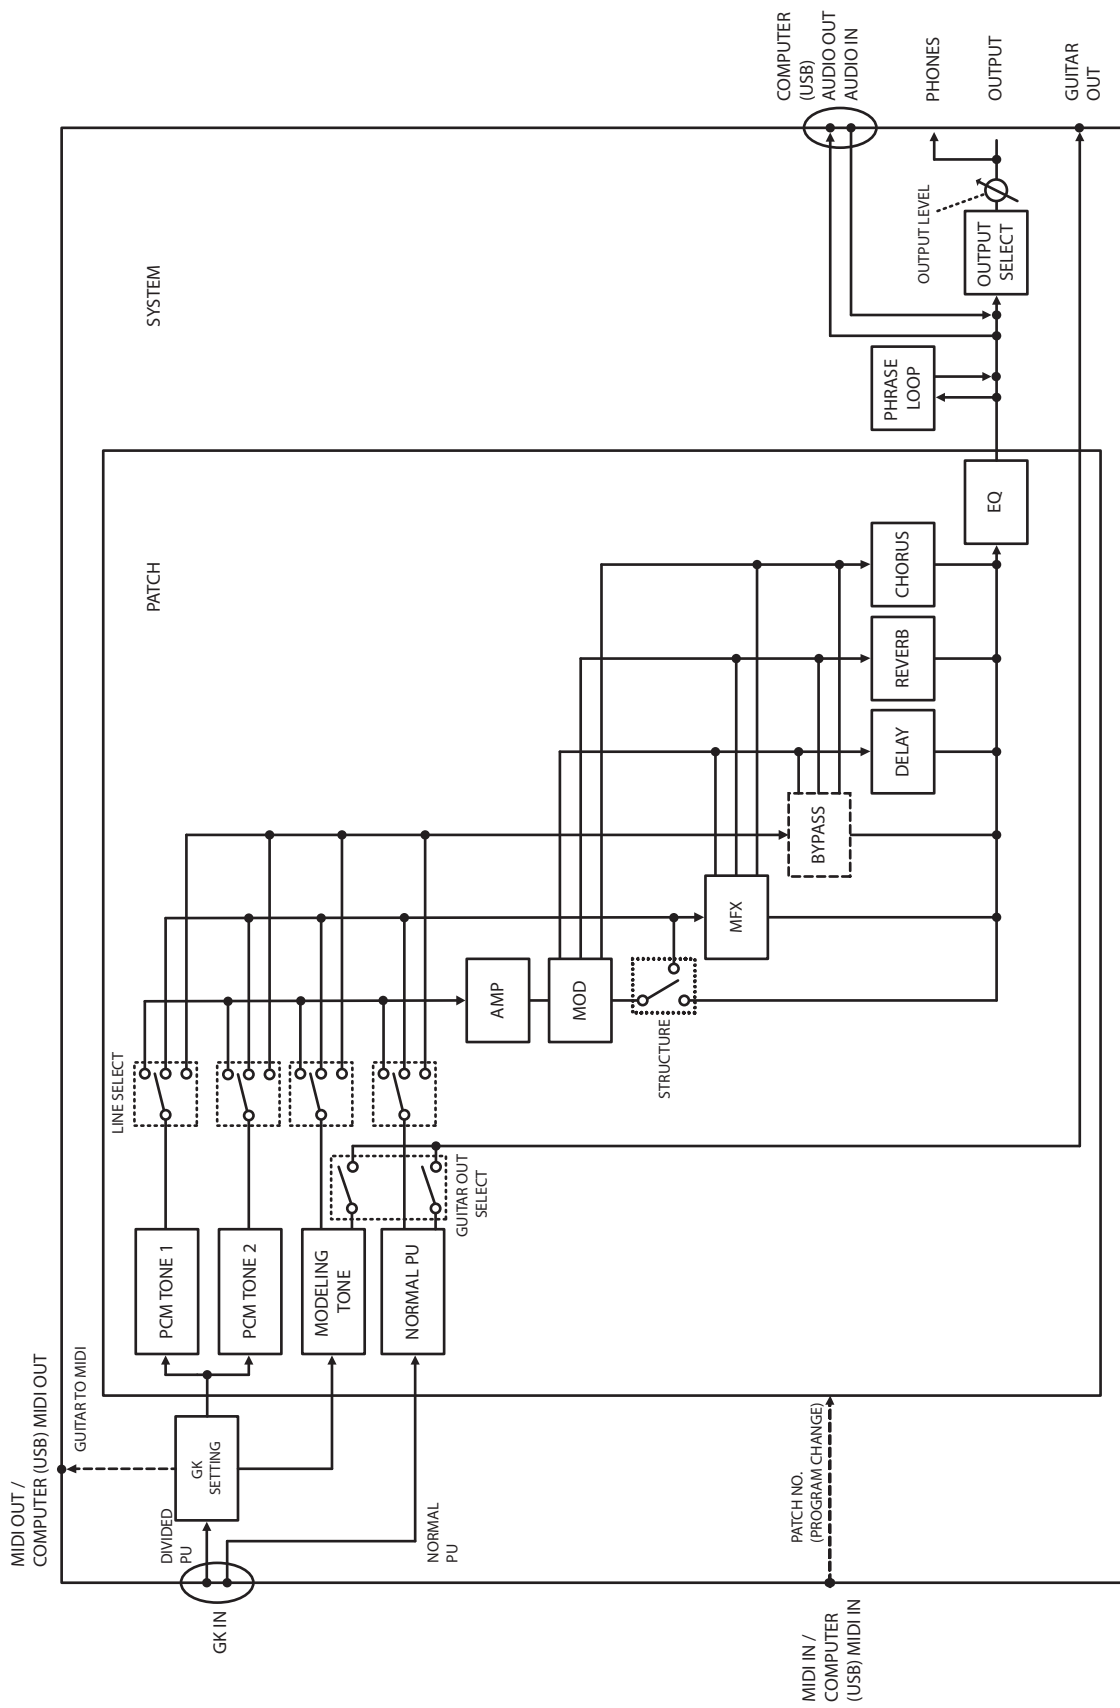 MIDI OUT /
COMPUTER (USB) MIDI OUT
GUITAR TO MIDI
GK IN
DIVIDED
PU
GK
SETTING
NORMAL
PU
MIDI IN /
COMPUTER
(USB) MIDI IN
PATCH NO.
(PROGRAM CHANGE)
PCM TONE 1
PCM TONE 2
MODELING
TONE
NORMAL PU
GUITAR OUT
SELECT
LINE SELECT
AMP
MOD
STRUCTURE
MFX
BYPASS
DELAY
REVERB
CHORUS
EQ
PATCH
SYSTEM
PHRASE
LOOP
OUTPUT
SELECT
OUTPUT LEVEL
COMPUTER
(USB)
AUDIO OUT
AUDIO IN
PHONES
OUTPUT
GUITAR
OUT